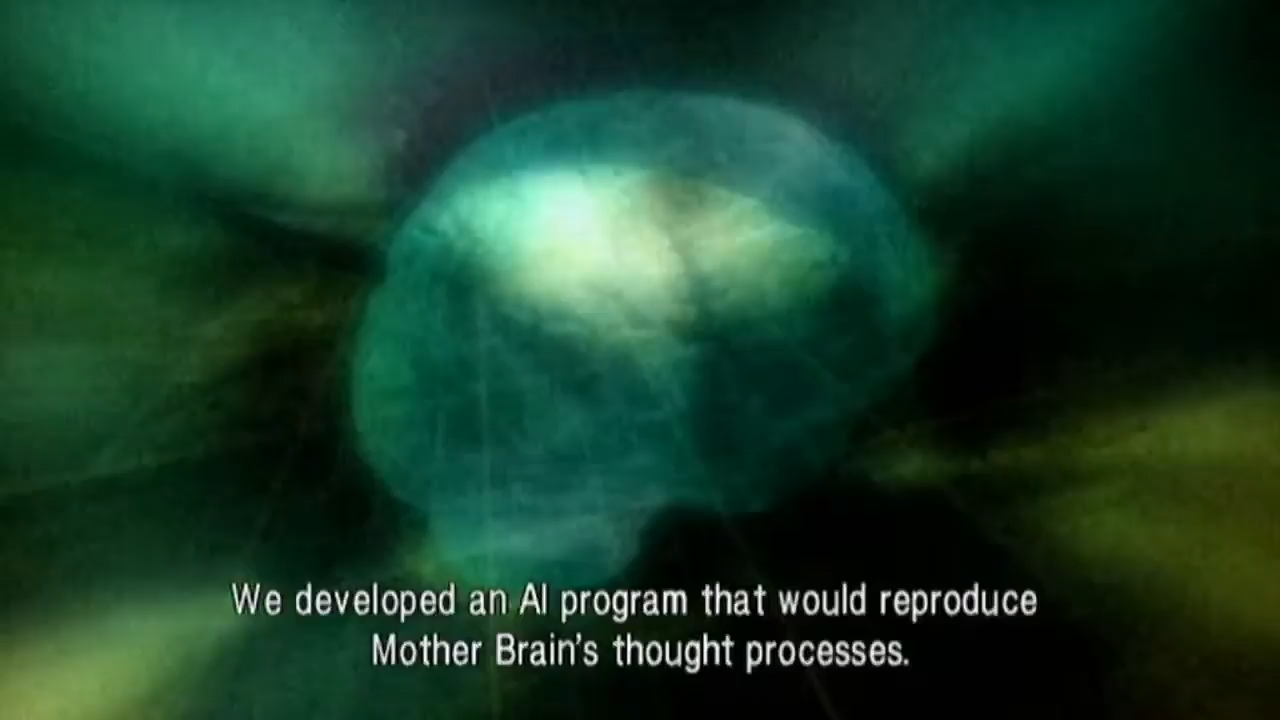 We developed an AI program that would reproduce
Mother Brain's thought processes.